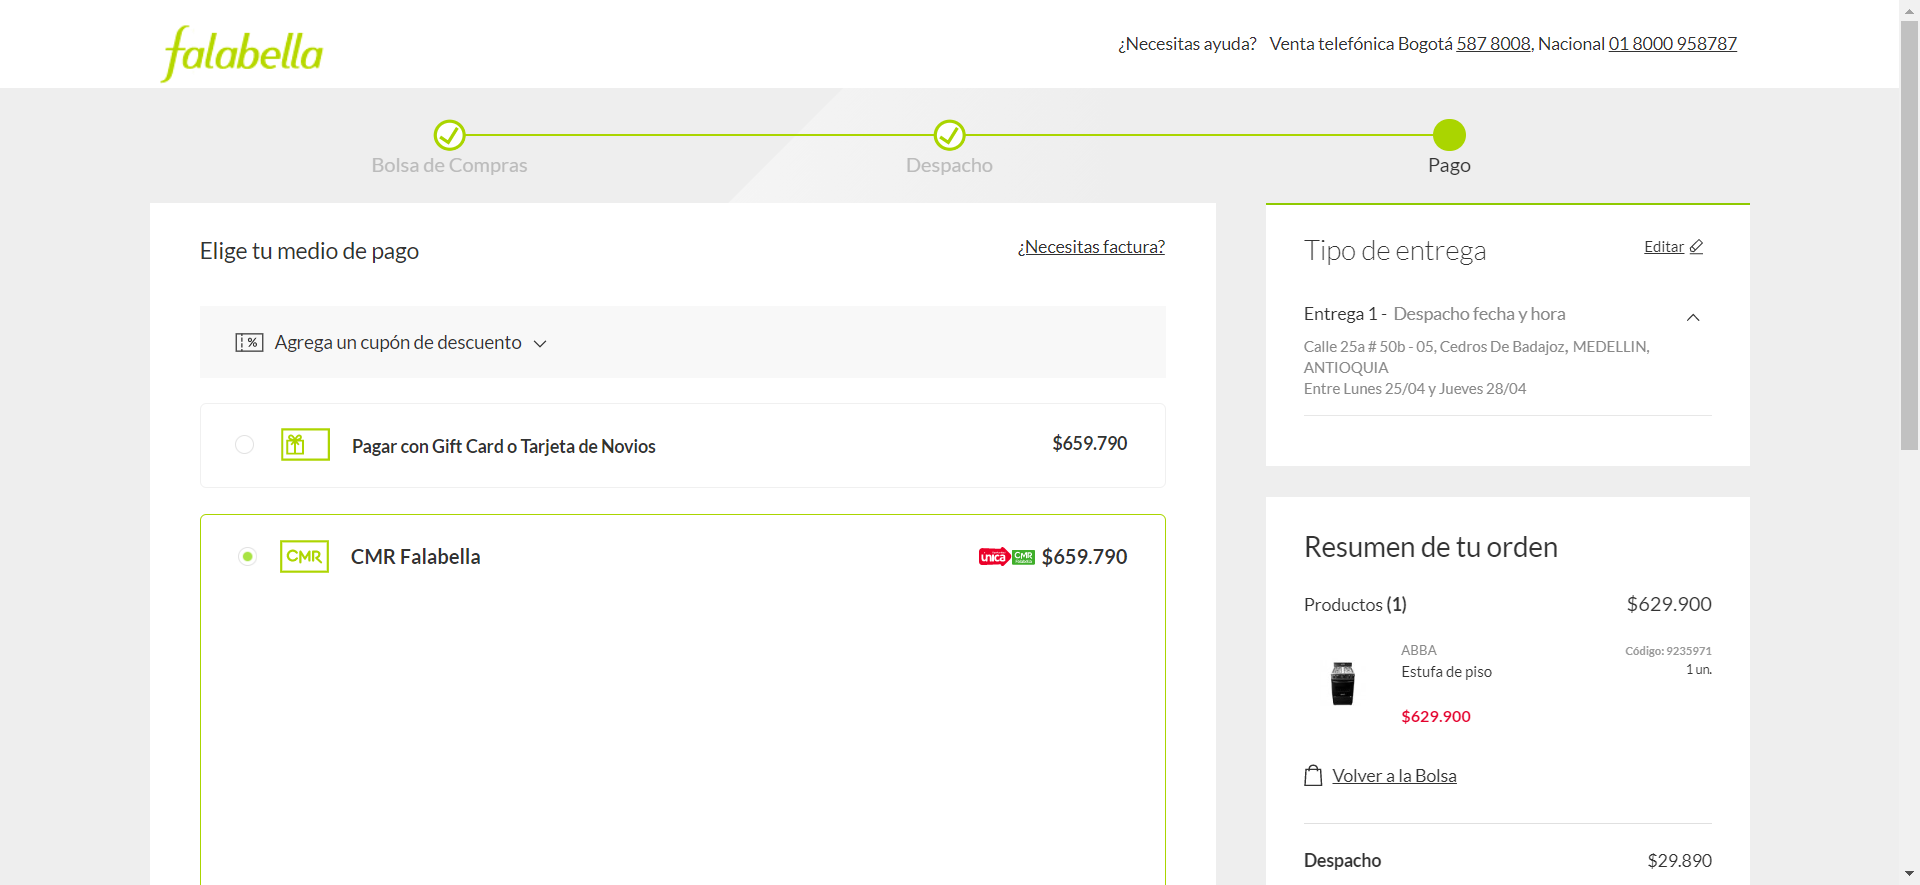 falabella
¿Necesitas ayuda? Venta telefónica Bogotá 587 8008, Nacional 01 8000 958787
Bolsa de Compras
Despacho
Pago
Elige tu medio de pago
¿Necesitas factura?
% Agrega un cupón de descuento
Pagar con Gift Card o Tarjeta de Novios
$659.790
CMR CMR Falabella
única CMR $659.790
Tipo de entrega
Editar
Entrega 1 - Despacho fecha y hora
Calle 25a # 50b - 05, Cedros De Badajoz, MEDELLIN,
ANTIOQUIA
Entre Lunes 25/04 y Jueves 28/04
Resumen de tu orden
Productos (1) $629.900
ABBA Código: 9235971
Estufa de piso 1 un.
$629.900
Volver a la Bolsa
Despacho $29.890